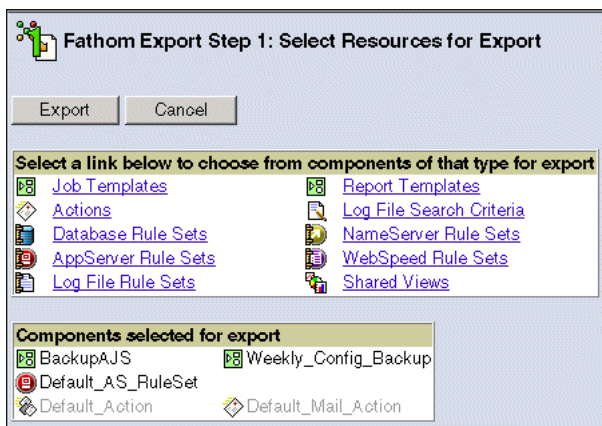 Fathom Export Step 1: Select Resources for Export
Export Cancel
Select a link below to choose from components of that type for export
Job Templates Report Templates
Actions Log File Search Criteria
Database Rule Sets NameServer Rule Sets
AppServer Rule Sets WebSpeed Rule Sets
Log File Rule Sets Shared Views
Components selected for export
BackupAJS Weekly_Config_Backup
Default_AS_RuleSet
Default_Action Default_Mail_Action